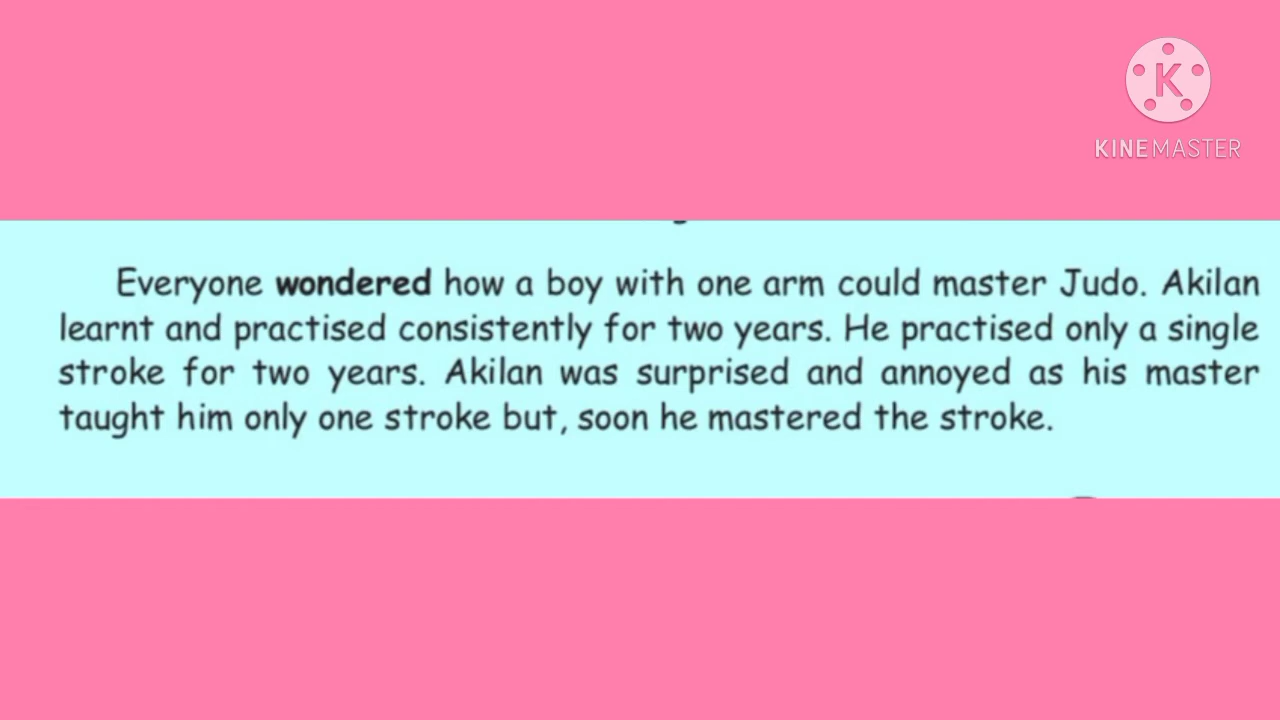 K
KINEMASTER
Everyone wondered how a boy with one arm could master Judo. Akilan
learnt and practised consistently for two years. He practised only a single
stroke for two years. Akilan was surprised and annoyed as his master
taught him only one stroke but, soon he mastered the stroke.